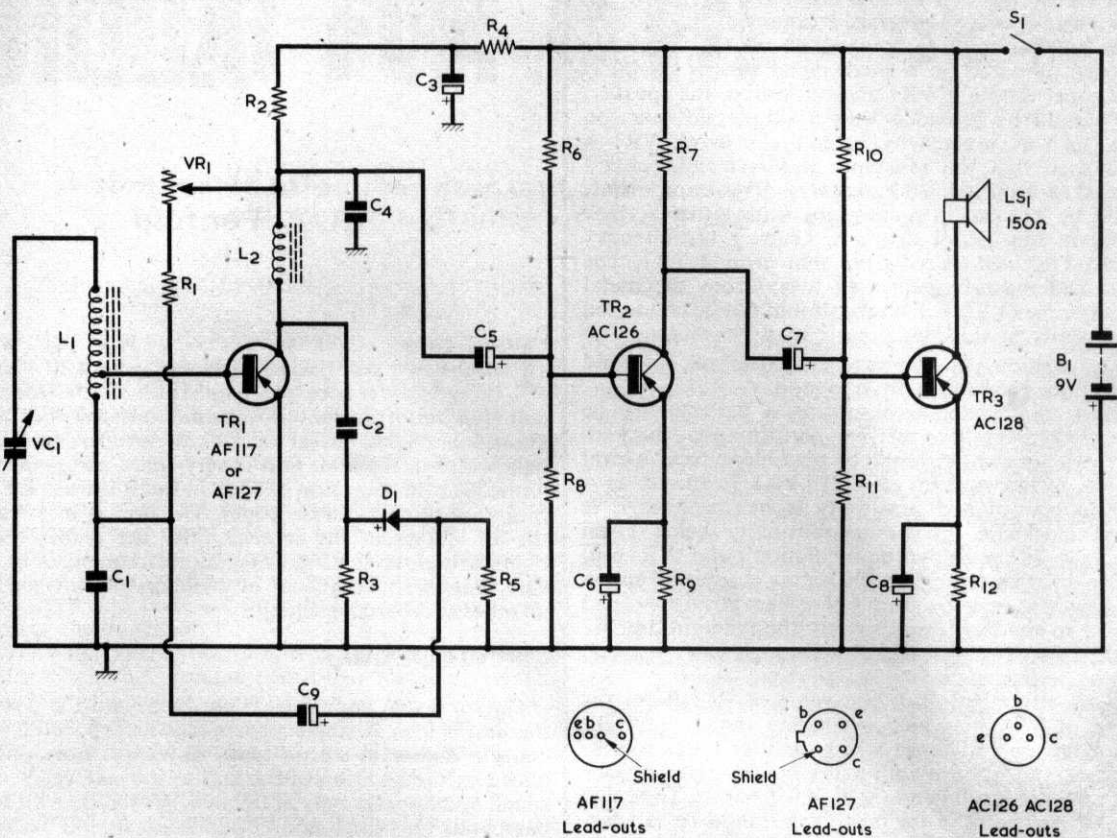 S1
R4
C3
+
R2
VR1
R6
R7
R10
LS1
150Ω
C4
L2
R1
L1
TR2
AC126
C5
+
C7
+
B1
9V
+
TR3
AC128
VC1
TR1
AF117
or
AF127
C2
R8
R11
D1
+
C1
R3
R5
C6
+
R9
C8
+
R12
C9
+
e b c
Shield
AF117
Lead-outs
b e
c
Shield
AF127
Lead-outs
b
e c
AC126 AC128
Lead-outs